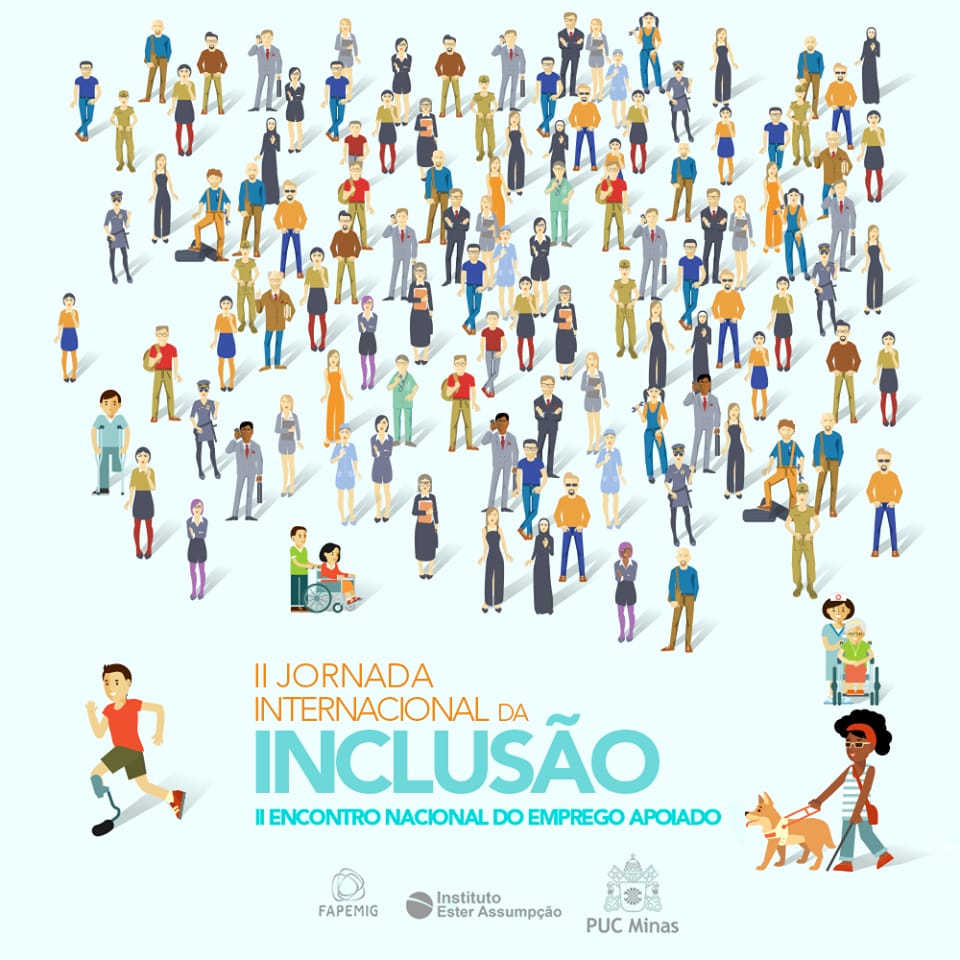 II JORNADA
INTERNACIONAL DA
INCLUSÃO
II ENCONTRO NACIONAL DO EMPREGO APOIADO
FAPEMIG
Instituto
Ester Assumpção
PUC Minas